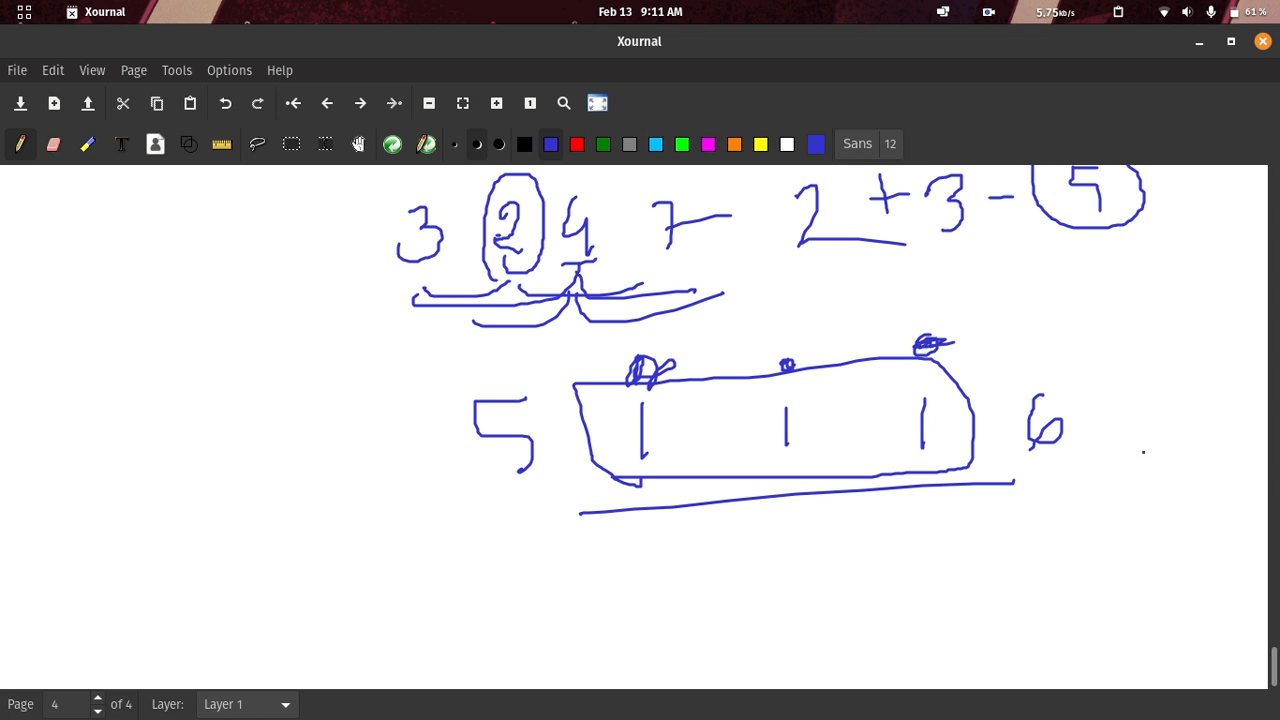 Xournal
Feb 13 9:11 AM
5.75kb/s
61 %
Xournal
File Edit View Page Tools Options Help
Sans 12
3 2 4 7 2 + 3 - 5
5 1 1 1 6
Page 4 of 4 Layer: Layer 1